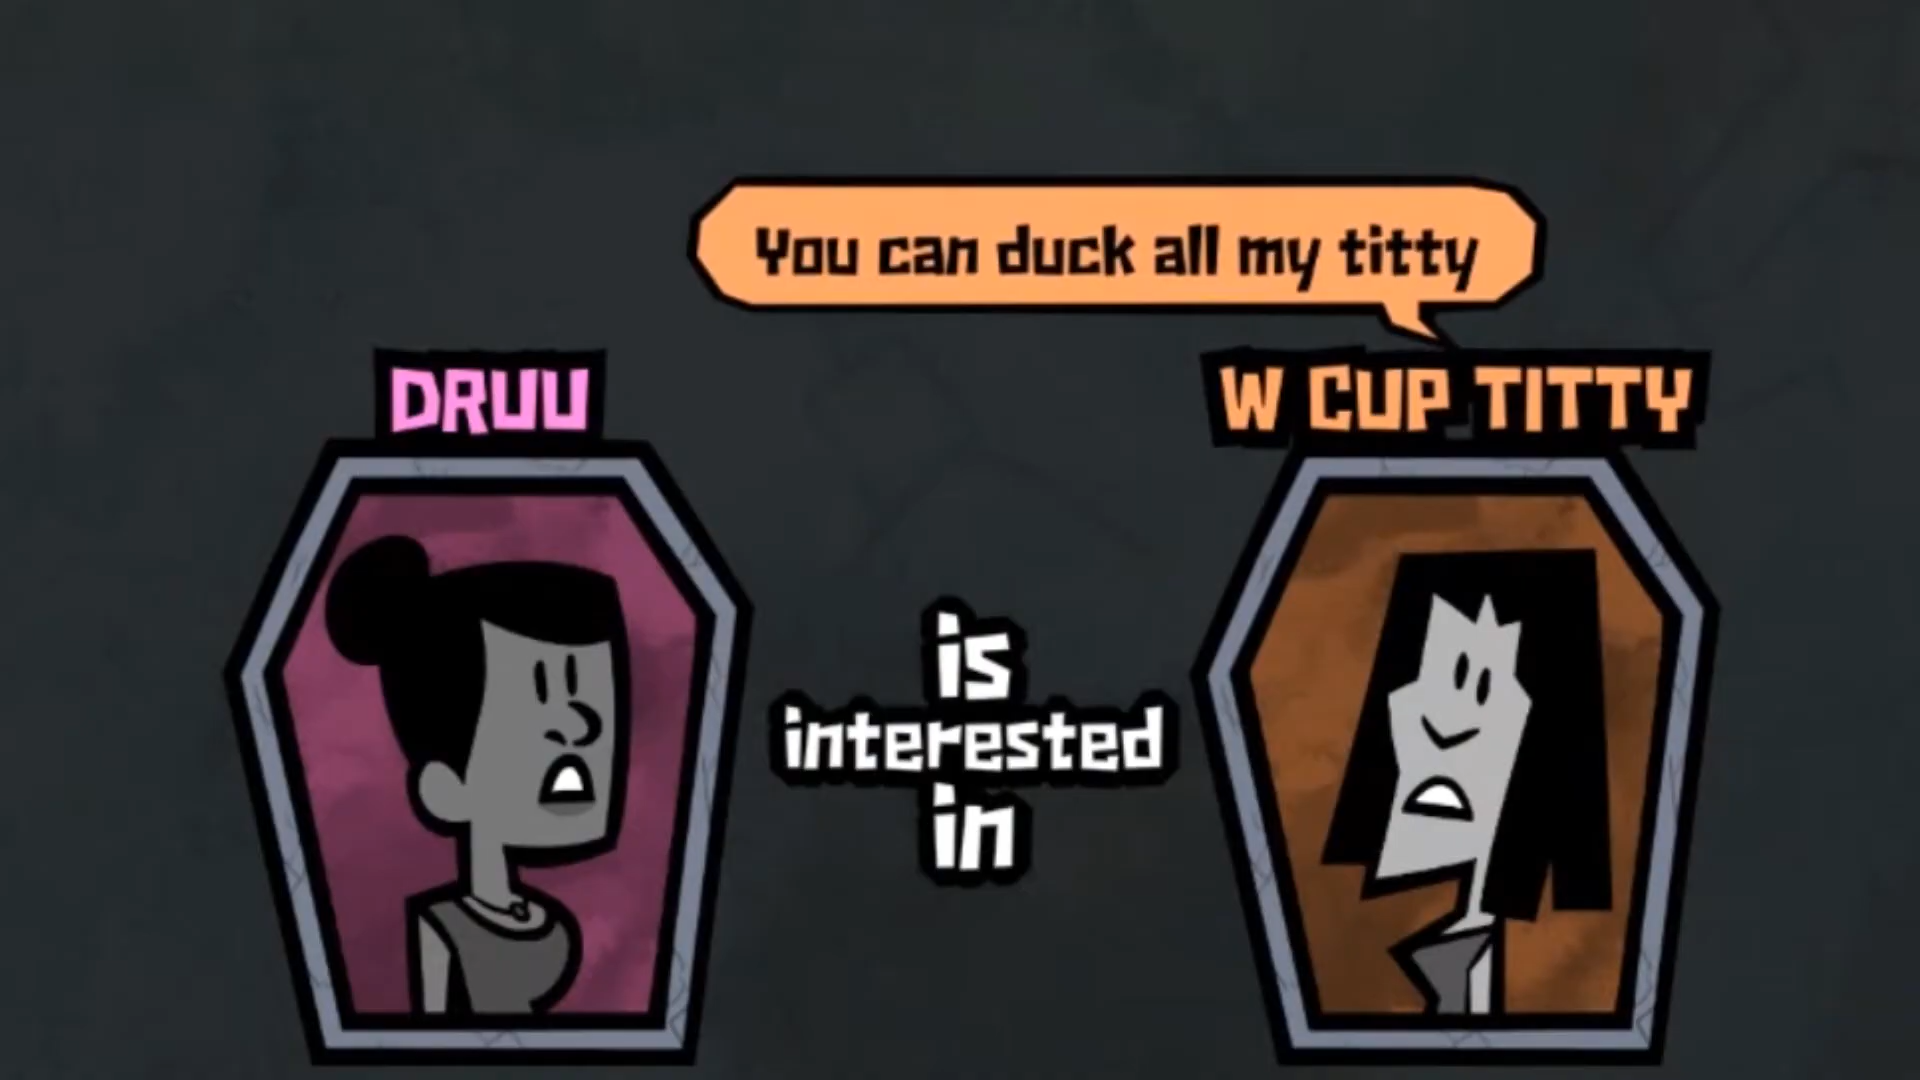 You can duck all my titty
DRUU
W CUP TITTY
is
interested
in